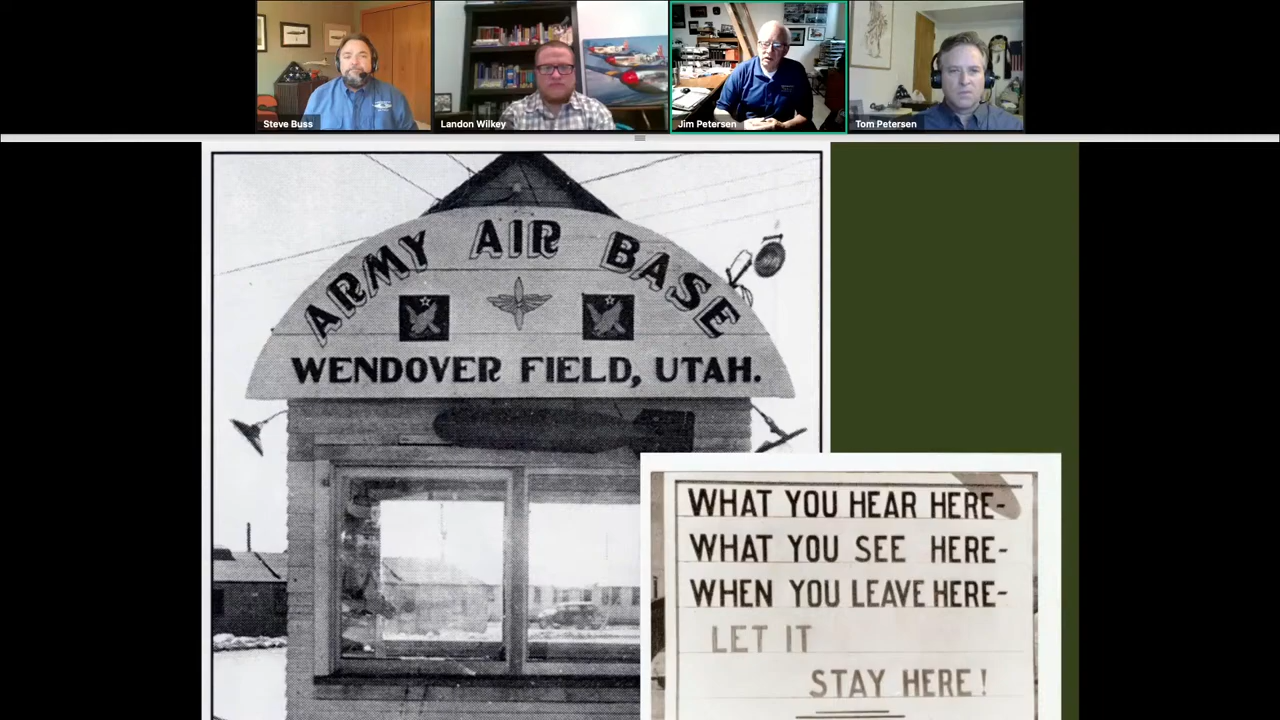 Steve Buss
Landon Wilkey
Jim Petersen
Tom Petersen
ARMY AIR BASE
WENDOVER FIELD, UTAH.
WHAT YOU HEAR HERE-
WHAT YOU SEE HERE-
WHEN YOU LEAVE HERE-
LET IT
STAY HERE!